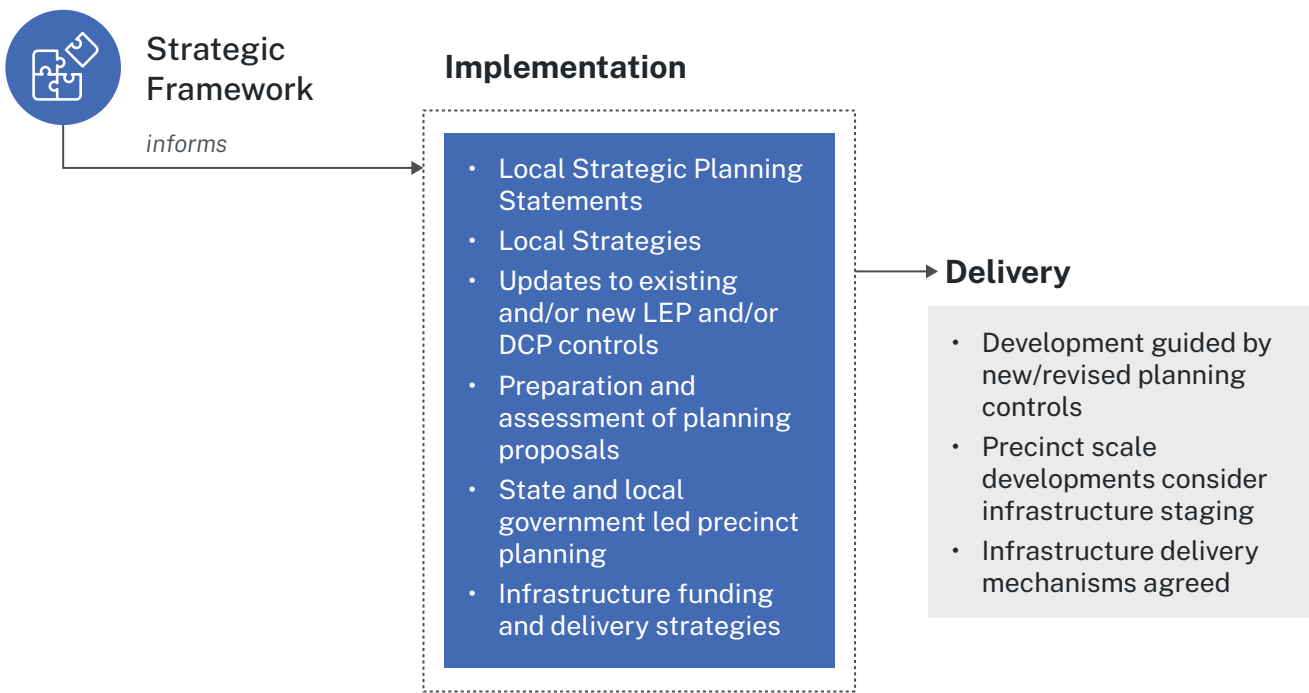 Strategic
Framework
informs
Implementation
• Local Strategic Planning
Statements
• Local Strategies
• Updates to existing
and/or new LEP and/or
DCP controls
• Preparation and
assessment of planning
proposals
• State and local
government led precinct
planning
• Infrastructure funding
and delivery strategies
Delivery
• Development guided by
new/revised planning
controls
• Precinct scale
developments consider
infrastructure staging
• Infrastructure delivery
mechanisms agreed